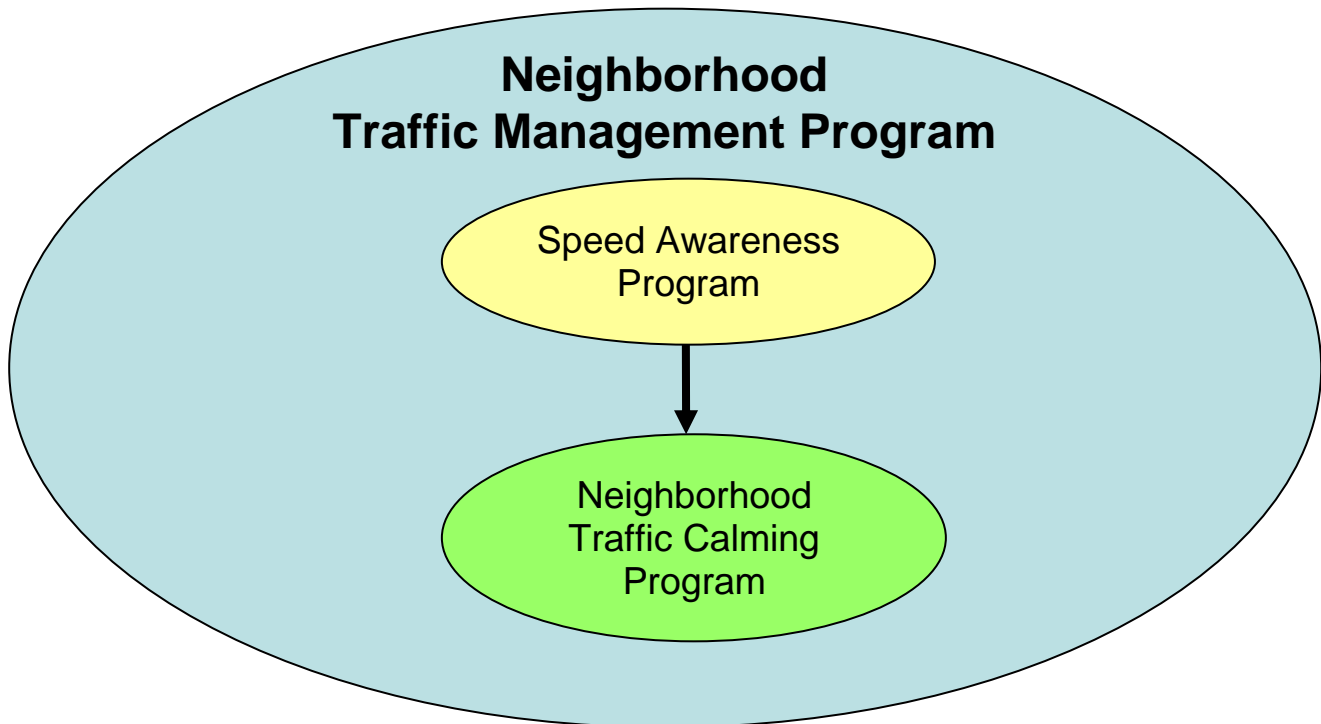 Neighborhood
Traffic Management Program
Speed Awareness
Program
Neighborhood
Traffic Calming
Program